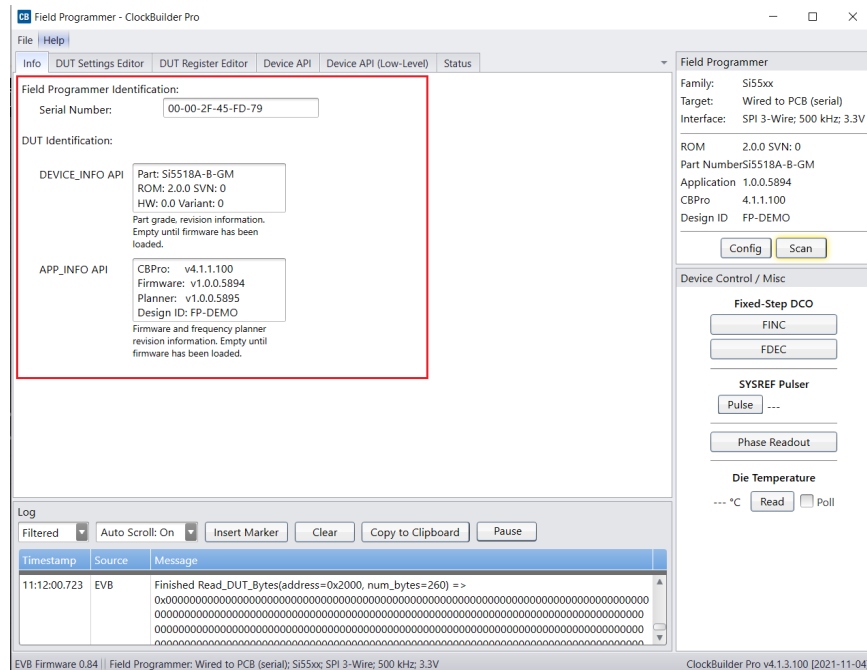 CB Field Programmer - ClockBuilder Pro
File Help
Info DUT Settings Editor DUT Register Editor Device API Device API (Low-Level) Status
Field Programmer Identification:
Serial Number: 00-00-2F-45-FD-79
DUT Identification:
DEVICE_INFO API
Part: Si5518A-B-GM
ROM: 2.0.0 SVN: 0
HW: 0.0 Variant: 0
Part grade, revision information.
Empty until firmware has been
loaded.
APP_INFO API
CBPro: v4.1.1.100
Firmware: v1.0.0.5894
Planner: v1.0.0.5895
Design ID: FP-DEMO
Firmware and frequency planner
revision information. Empty until
firmware has been loaded.
Field Programmer
Family: Si55xx
Target: Wired to PCB (serial)
Interface: SPI 3-Wire; 500 kHz; 3.3V
ROM 2.0.0 SVN: 0
Part Number Si5518A-B-GM
Application 1.0.0.5894
CBPro 4.1.1.100
Design ID FP-DEMO
Config Scan
Device Control / Misc
Fixed-Step DCO
FINC
FDEC
SYSREF Pulser
Pulse ---
Phase Readout
Die Temperature
--- °C Read Poll
Log
Filtered Auto Scroll: On Insert Marker Clear Copy to Clipboard Pause
Timestamp Source Message
11:12:00.723 EVB Finished Read_DUT_Bytes(address=0x2000, num_bytes=260) =>
EVB Firmware 0.84 Field Programmer: Wired to PCB (serial); Si55xx; SPI 3-Wire; 500 kHz; 3.3V
ClockBuilder Pro v4.1.3.100 [2021-11-04